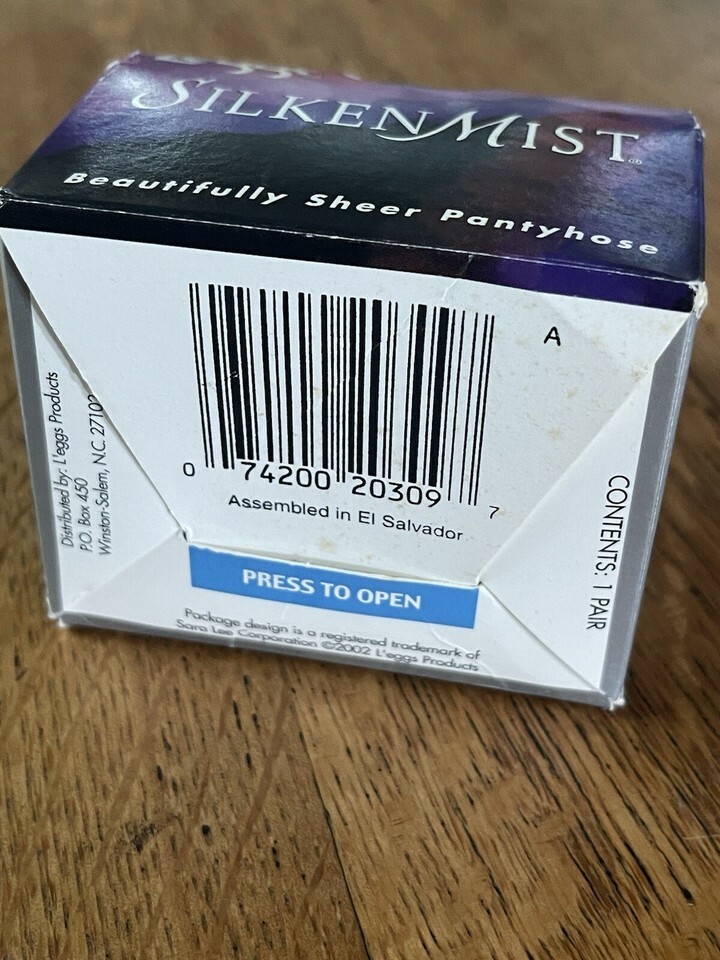 SILKEN MIST
Beautifully Sheer Pantyhose
A
0 74200 20309 7
Assembled in El Salvador
Distributed by: L'eggs Products
P.O. Box 450
Winston-Salem, N.C. 27102
CONTENTS: 1 PAIR
PRESS TO OPEN
Package design is a registered trademark of
Sara Lee Corporation ©2002 L'eggs Products